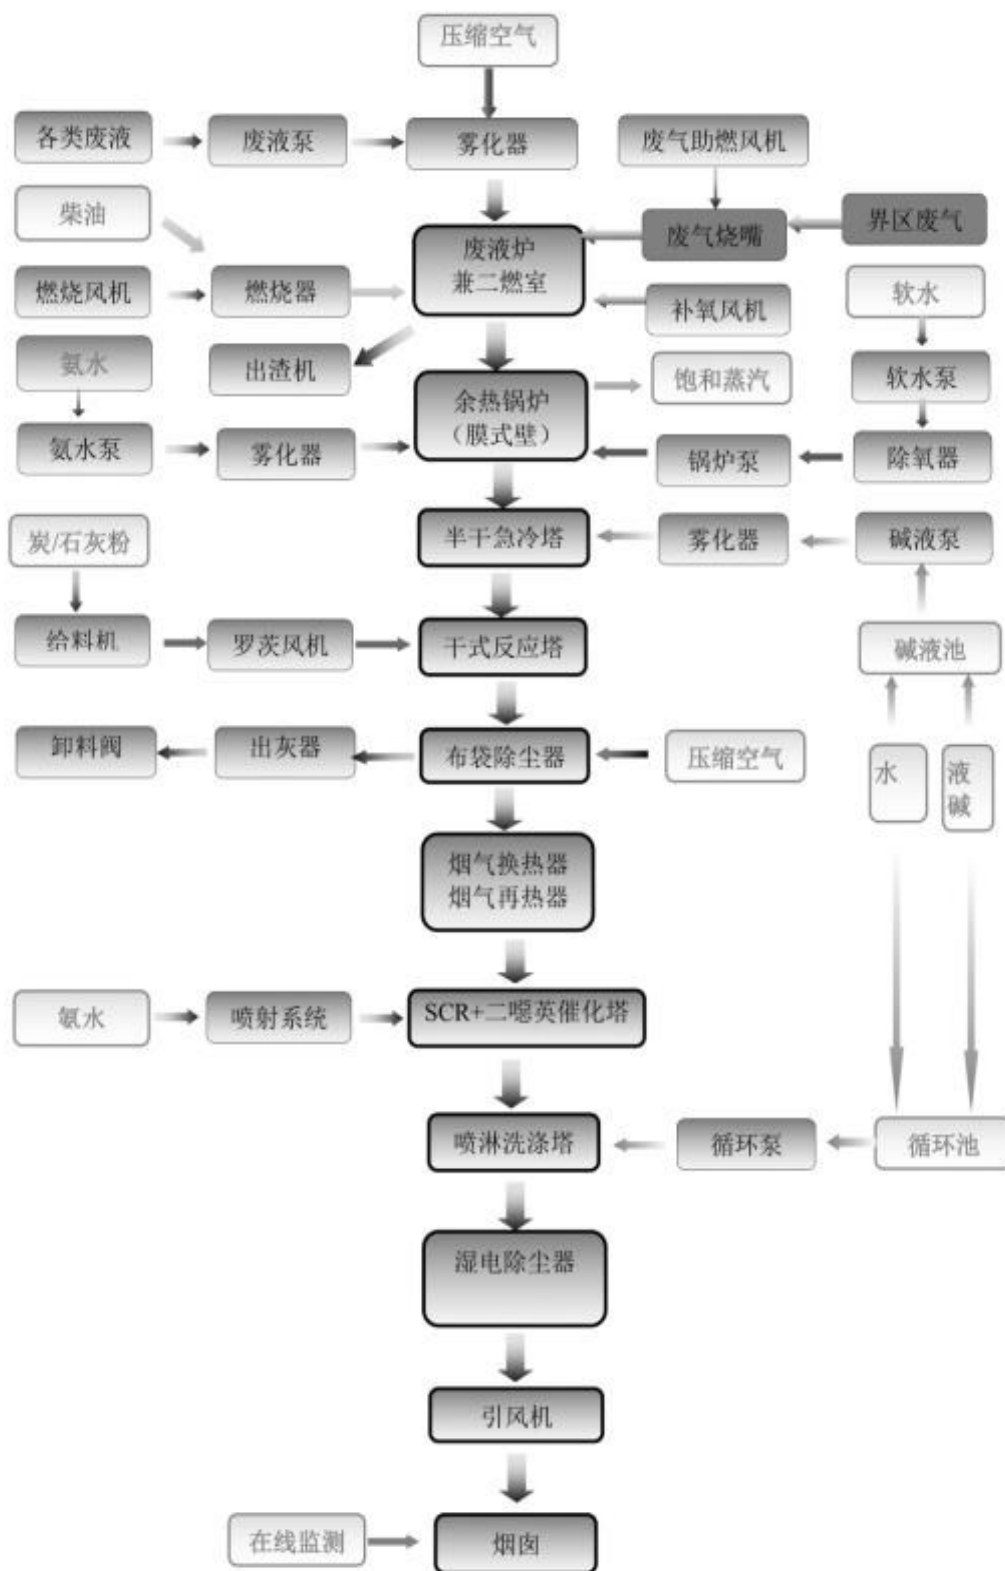 压缩空气
各类废液
废液泵
雾化器
废气助燃风机
柴油
废液炉
兼二燃室
废气烧嘴
界区废气
燃烧风机
燃烧器
补氧风机
软水
氨水
出渣机
余热锅炉
(膜式壁)
饱和蒸汽
软水泵
氨水泵
雾化器
锅炉泵
除氧器
炭/石灰粉
半干急冷塔
雾化器
碱液泵
给料机
罗茨风机
干式反应塔
碱液池
卸料阀
出灰器
布袋除尘器
压缩空气
水
液
碱
烟气换热器
烟气再热器
氨水
喷射系统
SCR+二噁英催化塔
喷淋洗涤塔
循环泵
循环池
湿电除尘器
引风机
在线监测
烟囱